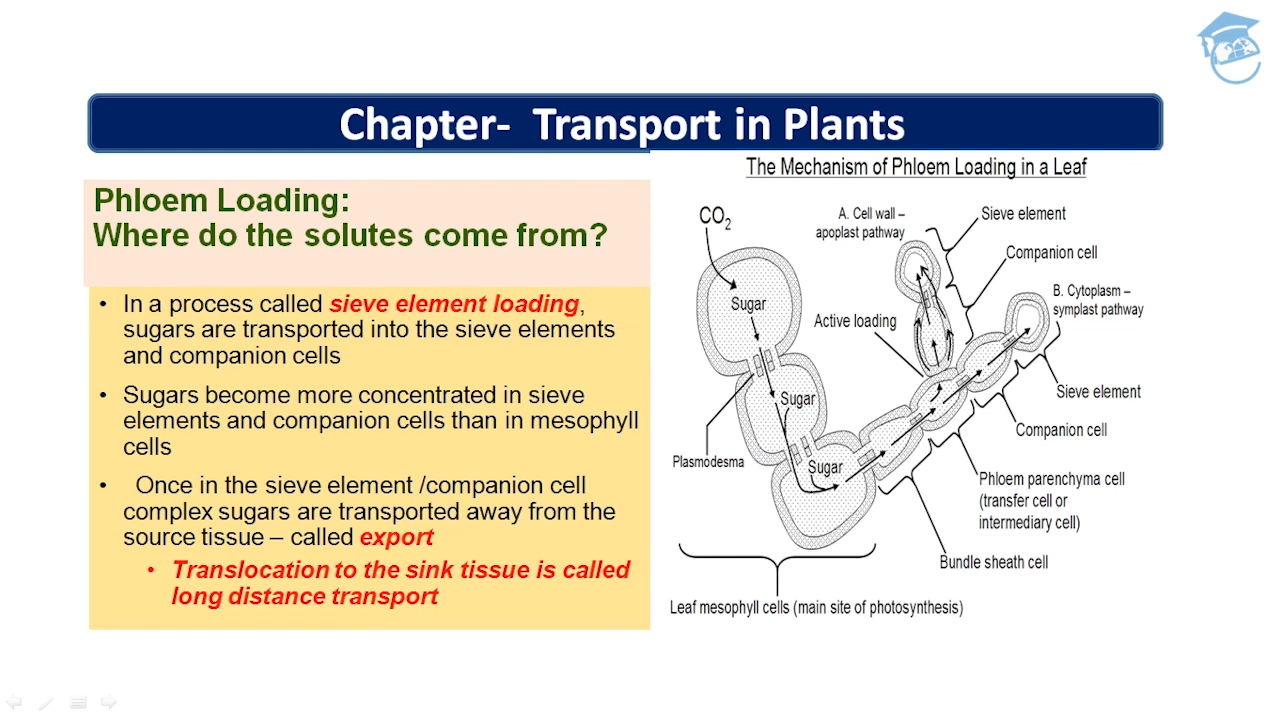 Chapter-  Transport in Plants
Phloem Loading:
Where do the solutes come from?
• In a process called sieve element loading,
sugars are transported into the sieve elements
and companion cells
• Sugars become more concentrated in sieve
elements and companion cells than in mesophyll
cells
• Once in the sieve element /companion cell
complex sugars are transported away from the
source tissue – called export
• Translocation to the sink tissue is called
long distance transport
The Mechanism of Phloem Loading in a Leaf
CO₂
A. Cell wall –
apoplast pathway
Sieve element
Companion cell
B. Cytoplasm –
symplast pathway
Sugar
Active loading
Sugar
Sieve element
Companion cell
Plasmodesma
Sugar
Phloem parenchyma cell
(transfer cell or
intermediary cell)
Bundle sheath cell
Leaf mesophyll cells (main site of photosynthesis)